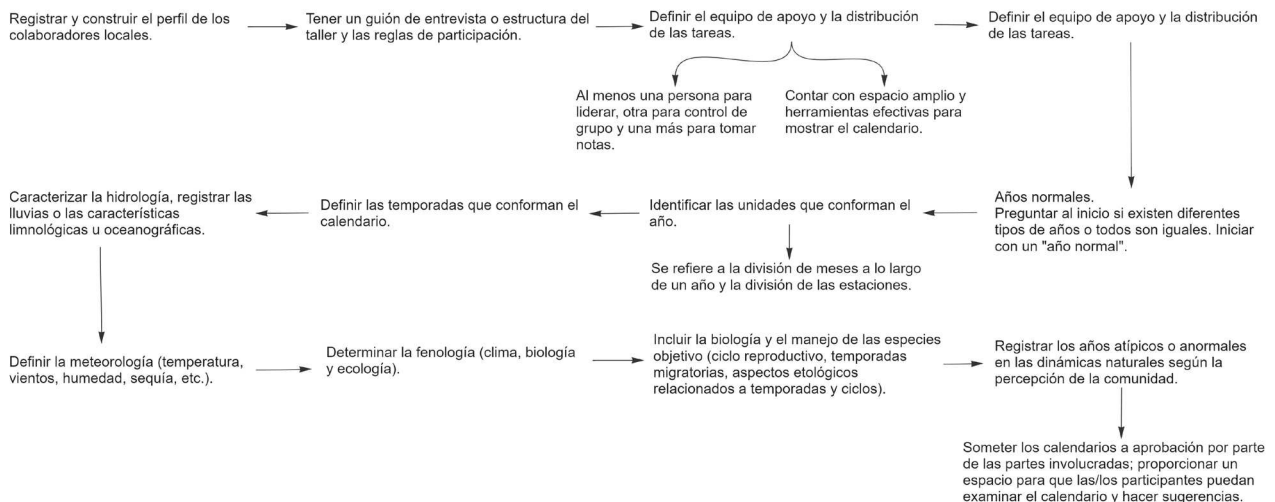 Registrar y construir el perfil de los
colaboradores locales.
Tener un guión de entrevista o estructura del
taller y las reglas de participación.
Definir el equipo de apoyo y la distribución
de las tareas.
Definir el equipo de apoyo y la distribución
de las tareas.
Al menos una persona para
liderar, otra para control de
grupo y una más para tomar
notas.
Contar con espacio amplio y
herramientas efectivas para
mostrar el calendario.
Años normales.
Preguntar al inicio si existen diferentes
tipos de años o todos son iguales. Iniciar
con un "año normal".
Identificar las unidades que conforman el
año.
Se refiere a la división de meses a lo largo
de un año y la división de las estaciones.
Definir las temporadas que conforman el
calendario.
Caracterizar la hidrología, registrar las
lluvias o las características
limnológicas u oceanográficas.
Definir la meteorología (temperatura,
vientos, humedad, sequía, etc.).
Determinar la fenología (clima, biología
y ecología).
Incluir la biología y el manejo de las especies
objetivo (ciclo reproductivo, temporadas
migratorias, aspectos etológicos
relacionados a temporadas y ciclos).
Registrar los años atípicos o anormales
en las dinámicas naturales según la
percepción de la comunidad.
Someter los calendarios a aprobación por parte
de las partes involucradas; proporcionar un
espacio para que las/los participantes puedan
examinar el calendario y hacer sugerencias.